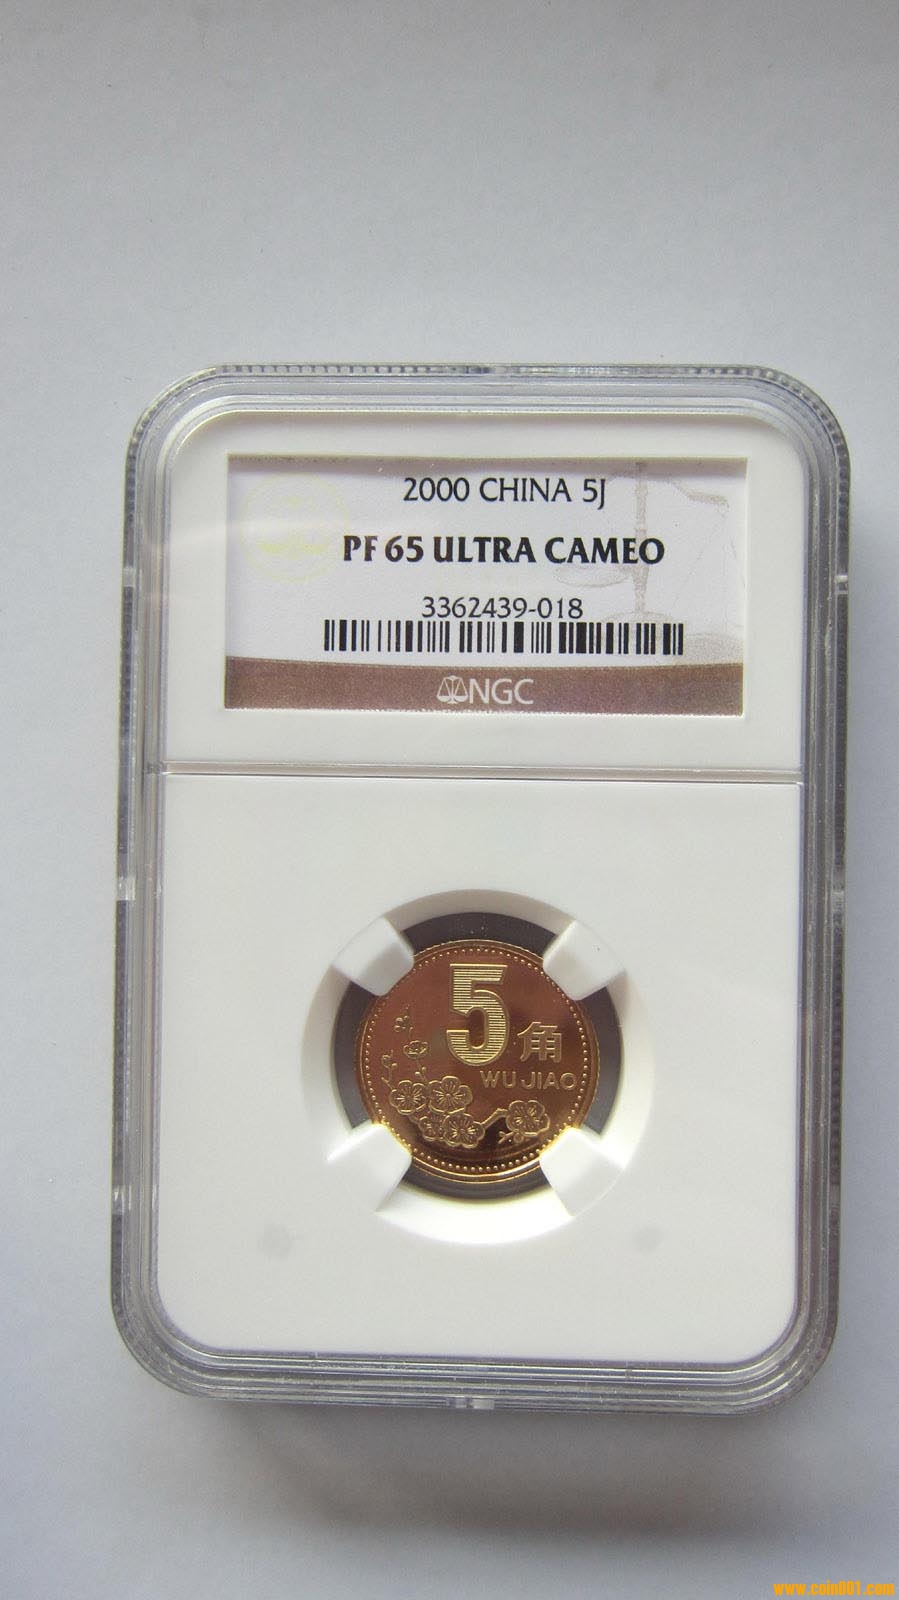 2000 CHINA 5J
PF 65 ULTRA CAMEO
3362439-018
NGC
5角
WU JIAO
www.coin001.com